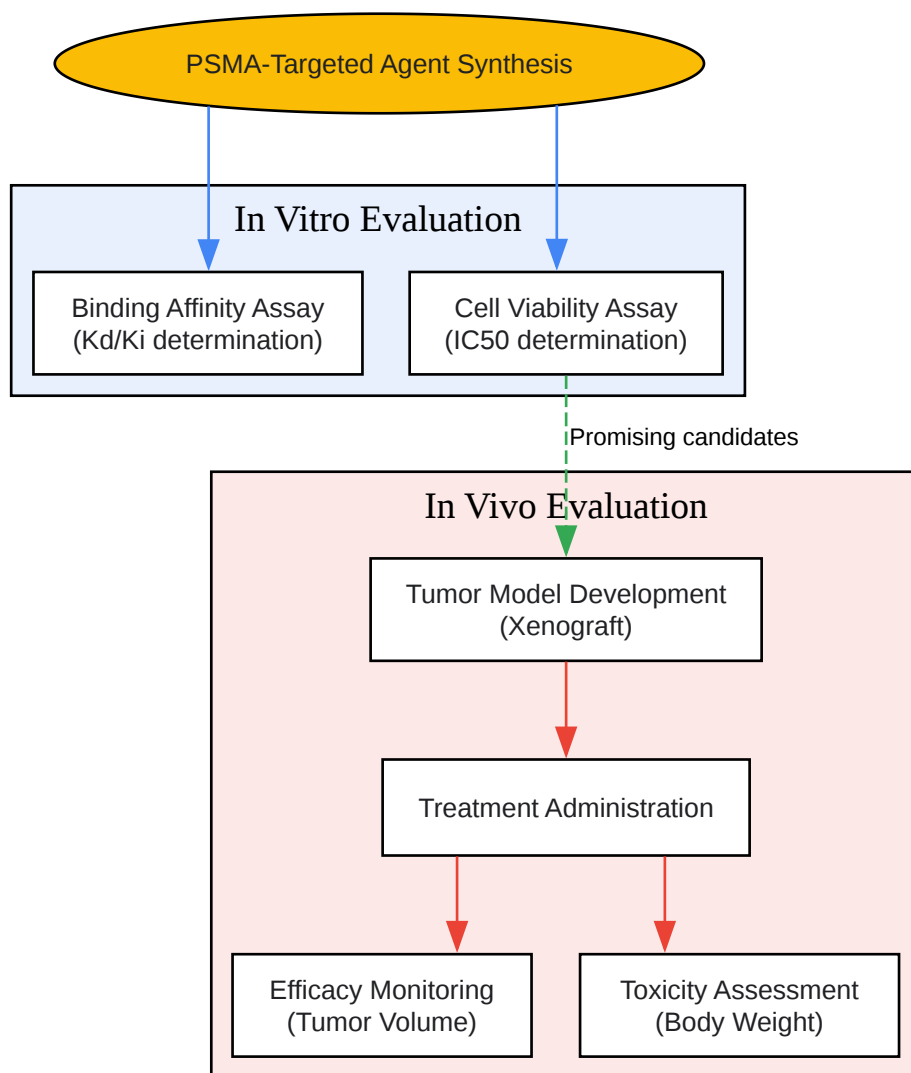 PSMA-Targeted Agent Synthesis
In Vitro Evaluation
Binding Affinity Assay
(Kd/Ki determination)
Cell Viability Assay
(IC50 determination)
Promising candidates
In Vivo Evaluation
Tumor Model Development
(Xenograft)
Treatment Administration
Efficacy Monitoring
(Tumor Volume)
Toxicity Assessment
(Body Weight)